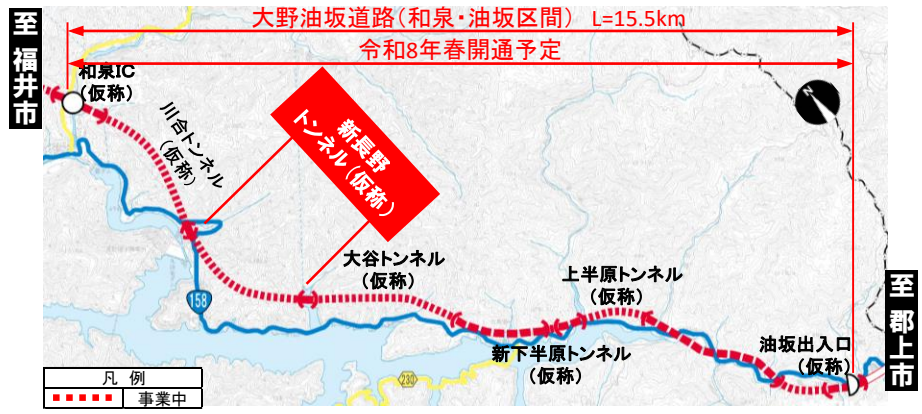 大野油坂道路(和泉・油坂区間) L=15.5km
令和8年春開通予定
至 福井市
和泉IC
(仮称)
川合トンネル
(仮称)
新長野
トンネル(仮称)
N
大谷トンネル
(仮称)
上半原トンネル
(仮称)
158
新下半原トンネル
(仮称)
油坂出入口
(仮称)
至 郡上市
230
凡 例
事業中